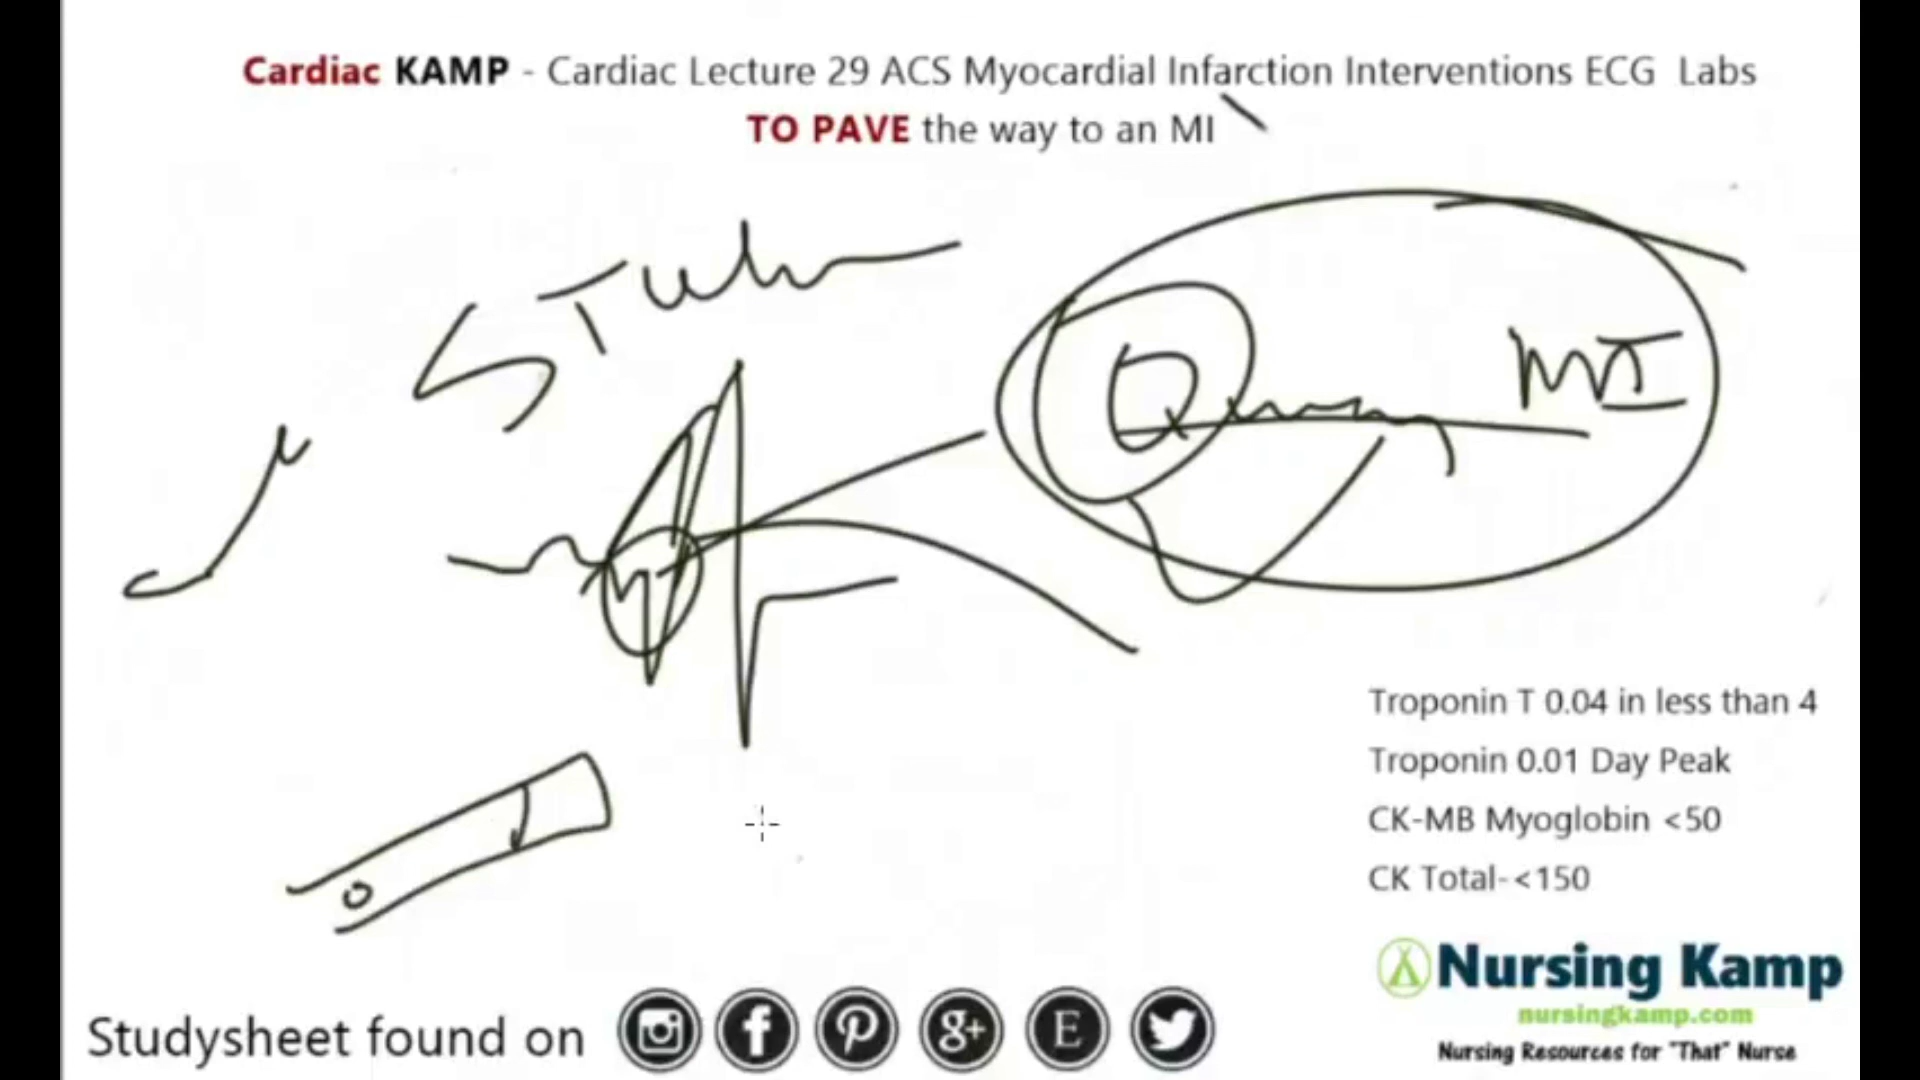 Cardiac KAMP - Cardiac Lecture 29 ACS Myocardial Infarction Interventions ECG Labs
TO PAVE the way to an MI
MI
Troponin T 0.04 in less than 4
Troponin 0.01 Day Peak
CK-MB Myoglobin <50
CK Total-<150
Nursing Kamp
nursingkamp.com
Nursing Resources for "That" Nurse
Studysheet found on